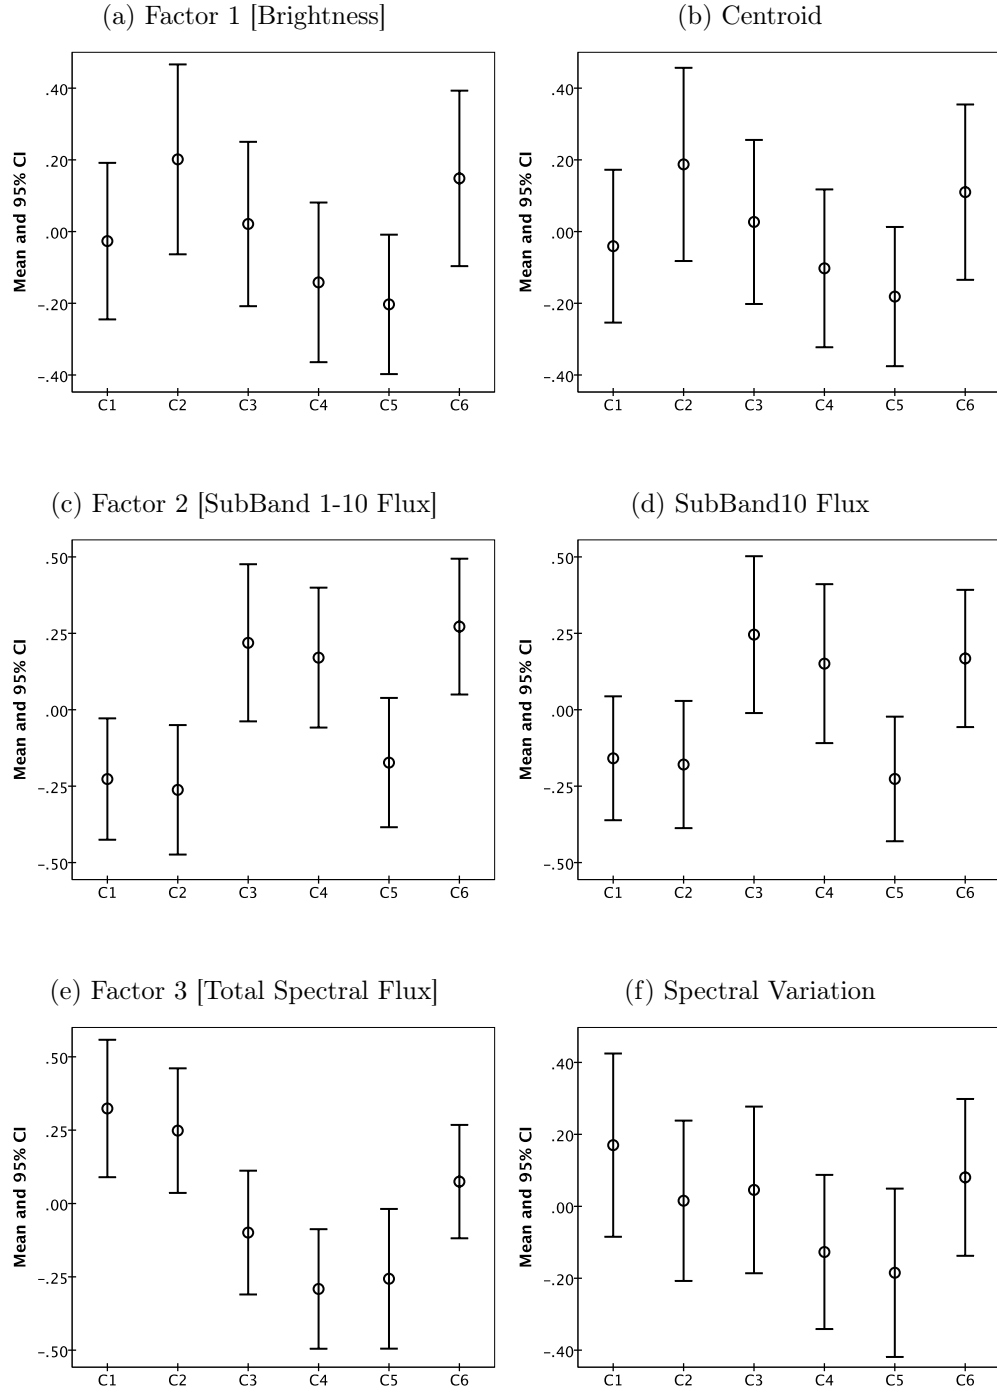 (a) Factor 1 [Brightness]
Mean and 95% CI
.40
.20
.00
-.20
-.40
C1 C2 C3 C4 C5 C6
(b) Centroid
Mean and 95% CI
.40
.20
.00
-.20
-.40
C1 C2 C3 C4 C5 C6
(c) Factor 2 [SubBand 1-10 Flux]
Mean and 95% CI
.50
.25
.00
-.25
-.50
C1 C2 C3 C4 C5 C6
(d) SubBand10 Flux
Mean and 95% CI
.50
.25
.00
-.25
-.50
C1 C2 C3 C4 C5 C6
(e) Factor 3 [Total Spectral Flux]
Mean and 95% CI
.50
.25
.00
-.25
-.50
C1 C2 C3 C4 C5 C6
(f) Spectral Variation
Mean and 95% CI
.40
.20
.00
-.20
-.40
C1 C2 C3 C4 C5 C6